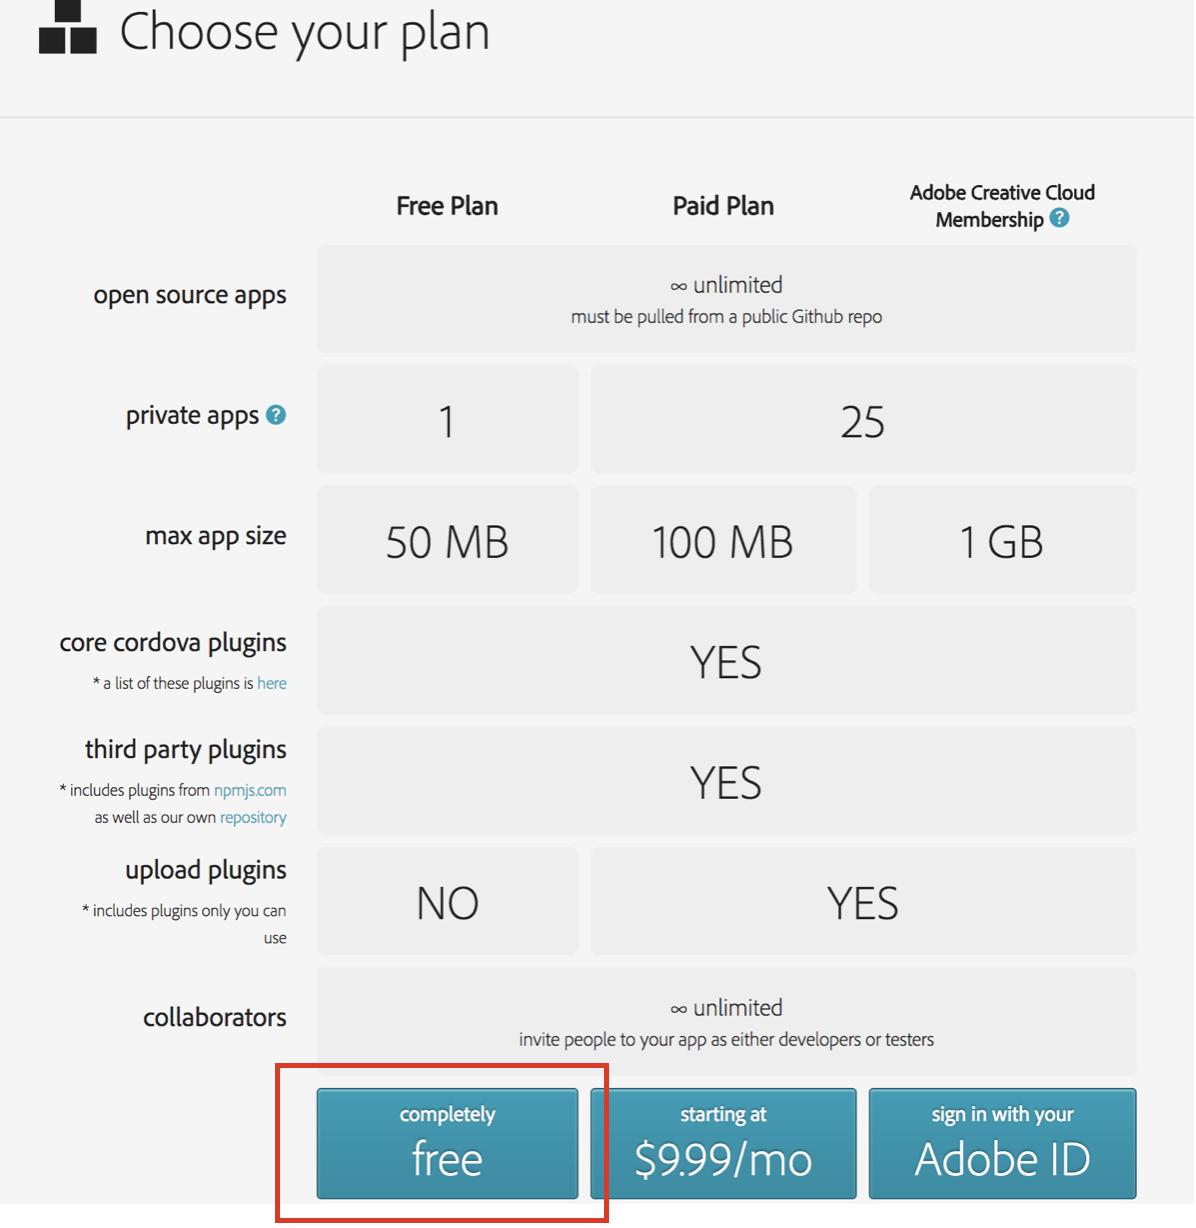 Choose your plan
Free Plan
Paid Plan
Adobe Creative Cloud
Membership ?
open source apps
∞ unlimited
must be pulled from a public Github repo
private apps ?
1
25
max app size
50 MB
100 MB
1 GB
core cordova plugins
* a list of these plugins is here
YES
third party plugins
* includes plugins from npmjs.com
as well as our own repository
YES
upload plugins
* includes plugins only you can
use
NO
YES
collaborators
∞ unlimited
invite people to your app as either developers or testers
completely
free
starting at
$9.99/mo
sign in with your
Adobe ID